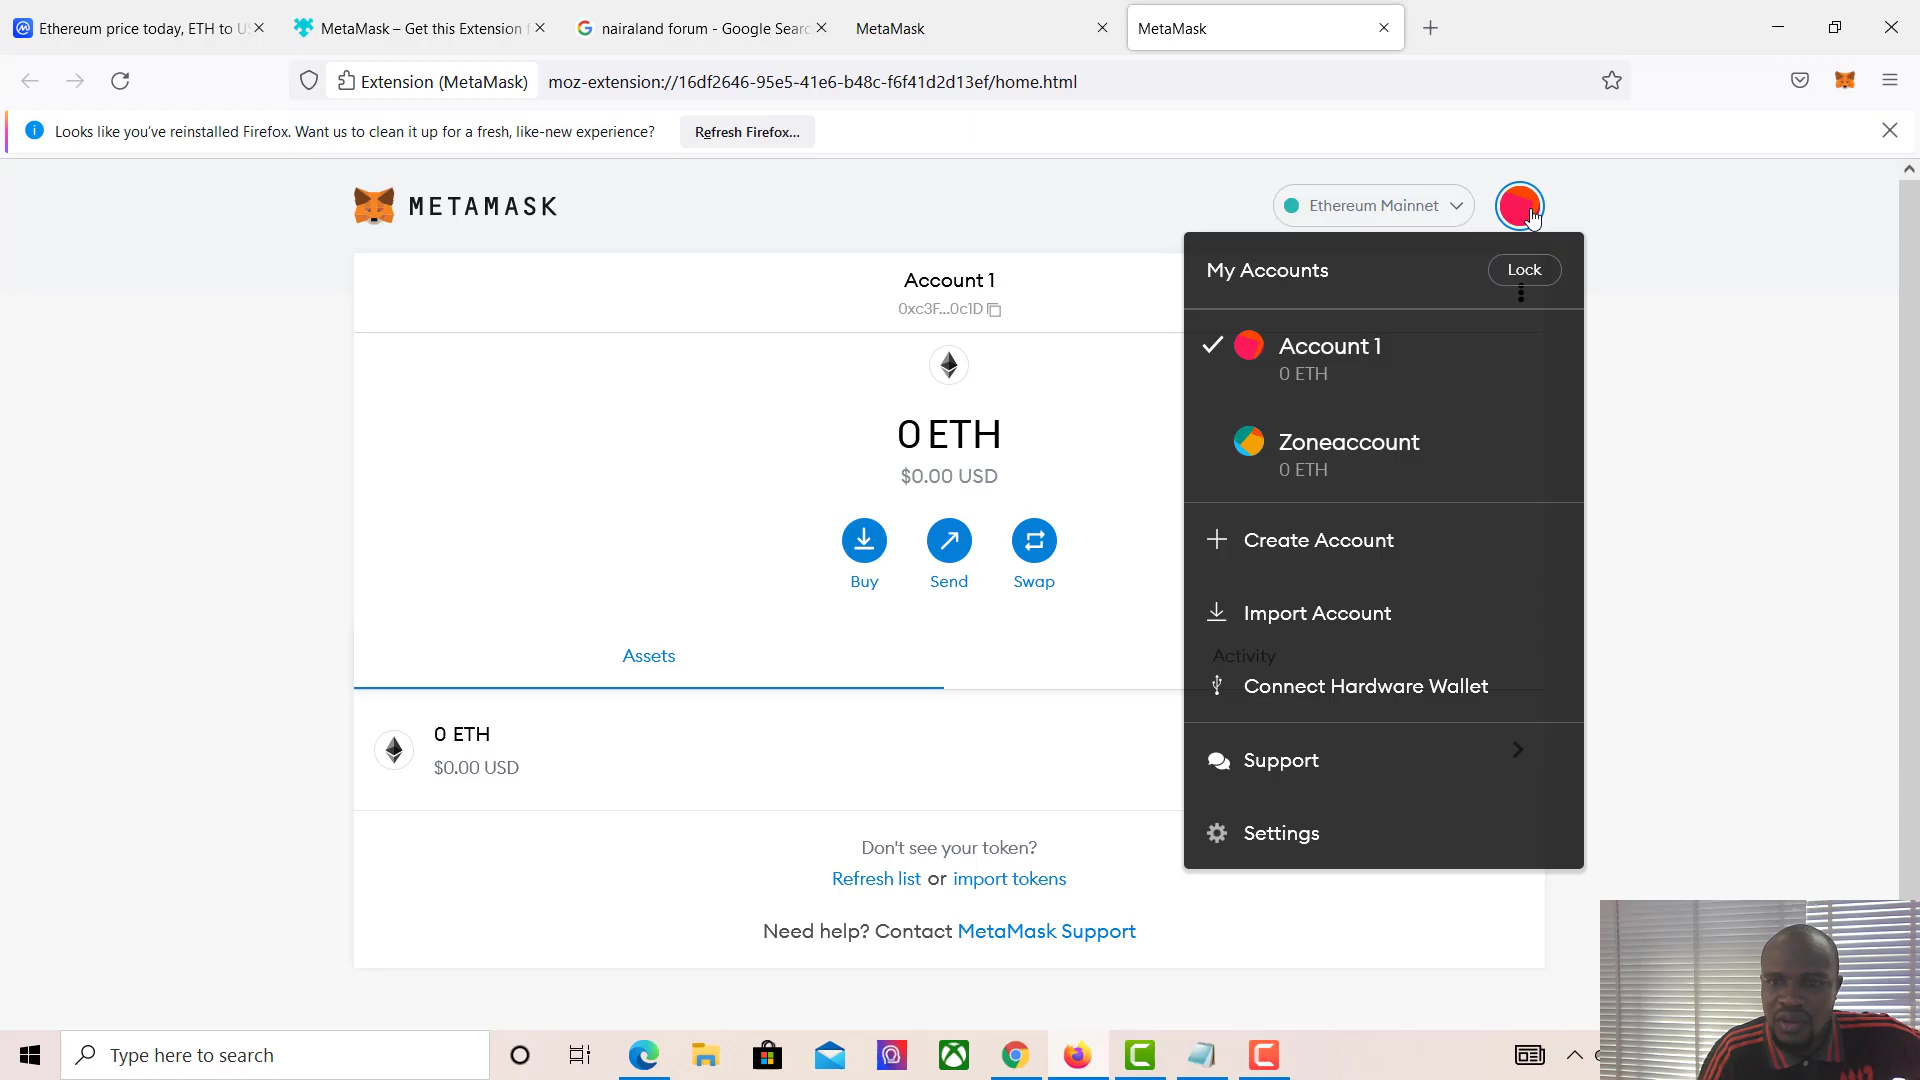 Ethereum price today, ETH to US
MetaMask – Get this Extension f
nairaland forum - Google Searc
MetaMask
MetaMask
Extension (MetaMask)
moz-extension://16df2646-95e5-41e6-b48c-f6f41d2d13ef/home.html
Looks like you've reinstalled Firefox. Want us to clean it up for a fresh, like-new experience?
Refresh Firefox...
METAMASK
Ethereum Mainnet
Account 1
0xc3F...0c1D
0 ETH
$0.00 USD
Buy
Send
Swap
Assets
Activity
0 ETH
$0.00 USD
Don't see your token?
Refresh list or import tokens
Need help? Contact MetaMask Support
My Accounts
Lock
Account 1
0 ETH
Zoneaccount
0 ETH
Create Account
Import Account
Connect Hardware Wallet
Support
Settings
Type here to search